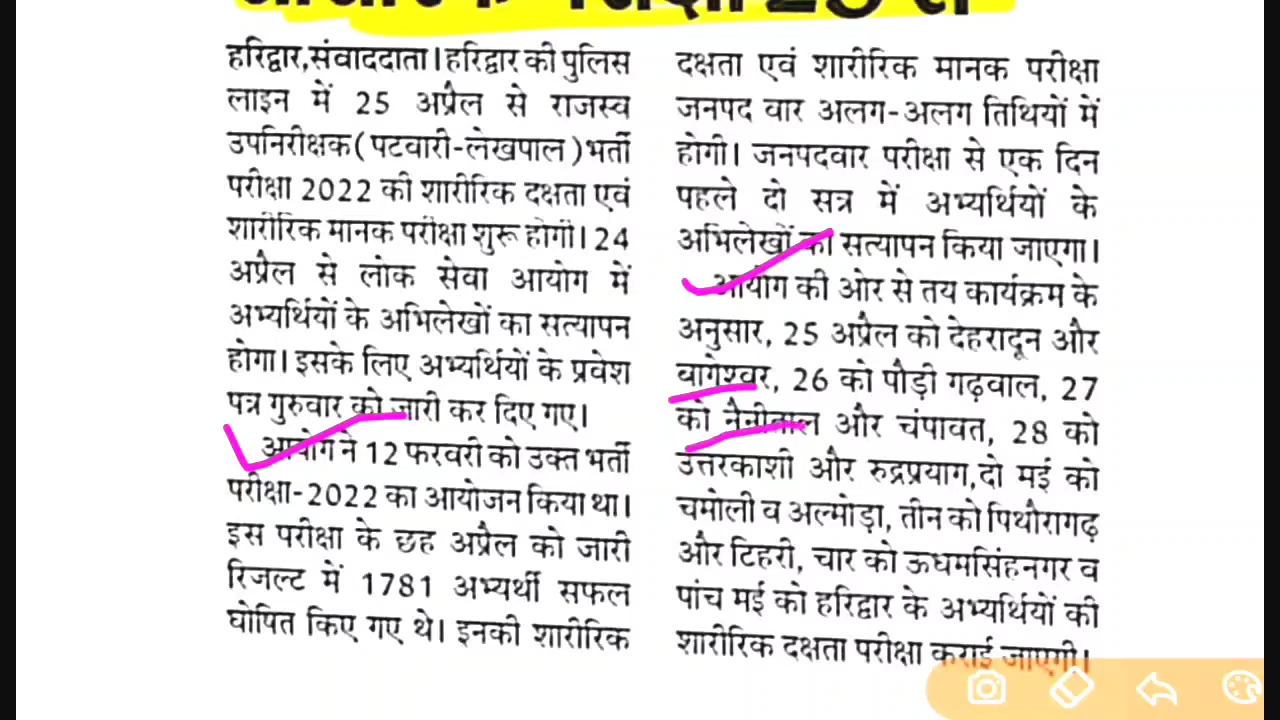 हरिद्वार,संवाददाता। हरिद्वार की पुलिस
लाइन में 25 अप्रैल से राजस्व
उपनिरीक्षक(पटवारी-लेखपाल)भर्ती
परीक्षा 2022 की शारीरिक दक्षता एवं
शारीरिक मानक परीक्षा शुरू होगी। 24
अप्रैल से लोक सेवा आयोग में
अभ्यर्थियों के अभिलेखों का सत्यापन
होगा। इसके लिए अभ्यर्थियों के प्रवेश
पत्र गुरुवार को जारी कर दिए गए।
आयोग ने 12 फरवरी को उक्त भर्ती
परीक्षा-2022 का आयोजन किया था।
इस परीक्षा के छह अप्रैल को जारी
रिजल्ट में 1781 अभ्यर्थी सफल
घोषित किए गए थे। इनकी शारीरिक
दक्षता एवं शारीरिक मानक परीक्षा
जनपद वार अलग-अलग तिथियों में
होगी। जनपदवार परीक्षा से एक दिन
पहले दो सत्र में अभ्यर्थियों के
अभिलेखों का सत्यापन किया जाएगा।
आयोग की ओर से तय कार्यक्रम के
अनुसार, 25 अप्रैल को देहरादून और
बागेश्वर, 26 को पौड़ी गढ़वाल, 27
को नैनीताल और चंपावत, 28 को
उत्तरकाशी और रुद्रप्रयाग,दो मई को
चमोली व अल्मोड़ा, तीन को पिथौरागढ़
और टिहरी, चार को ऊधमसिंहनगर व
पांच मई को हरिद्वार के अभ्यर्थियों की
शारीरिक दक्षता परीक्षा कराई जाएगी।